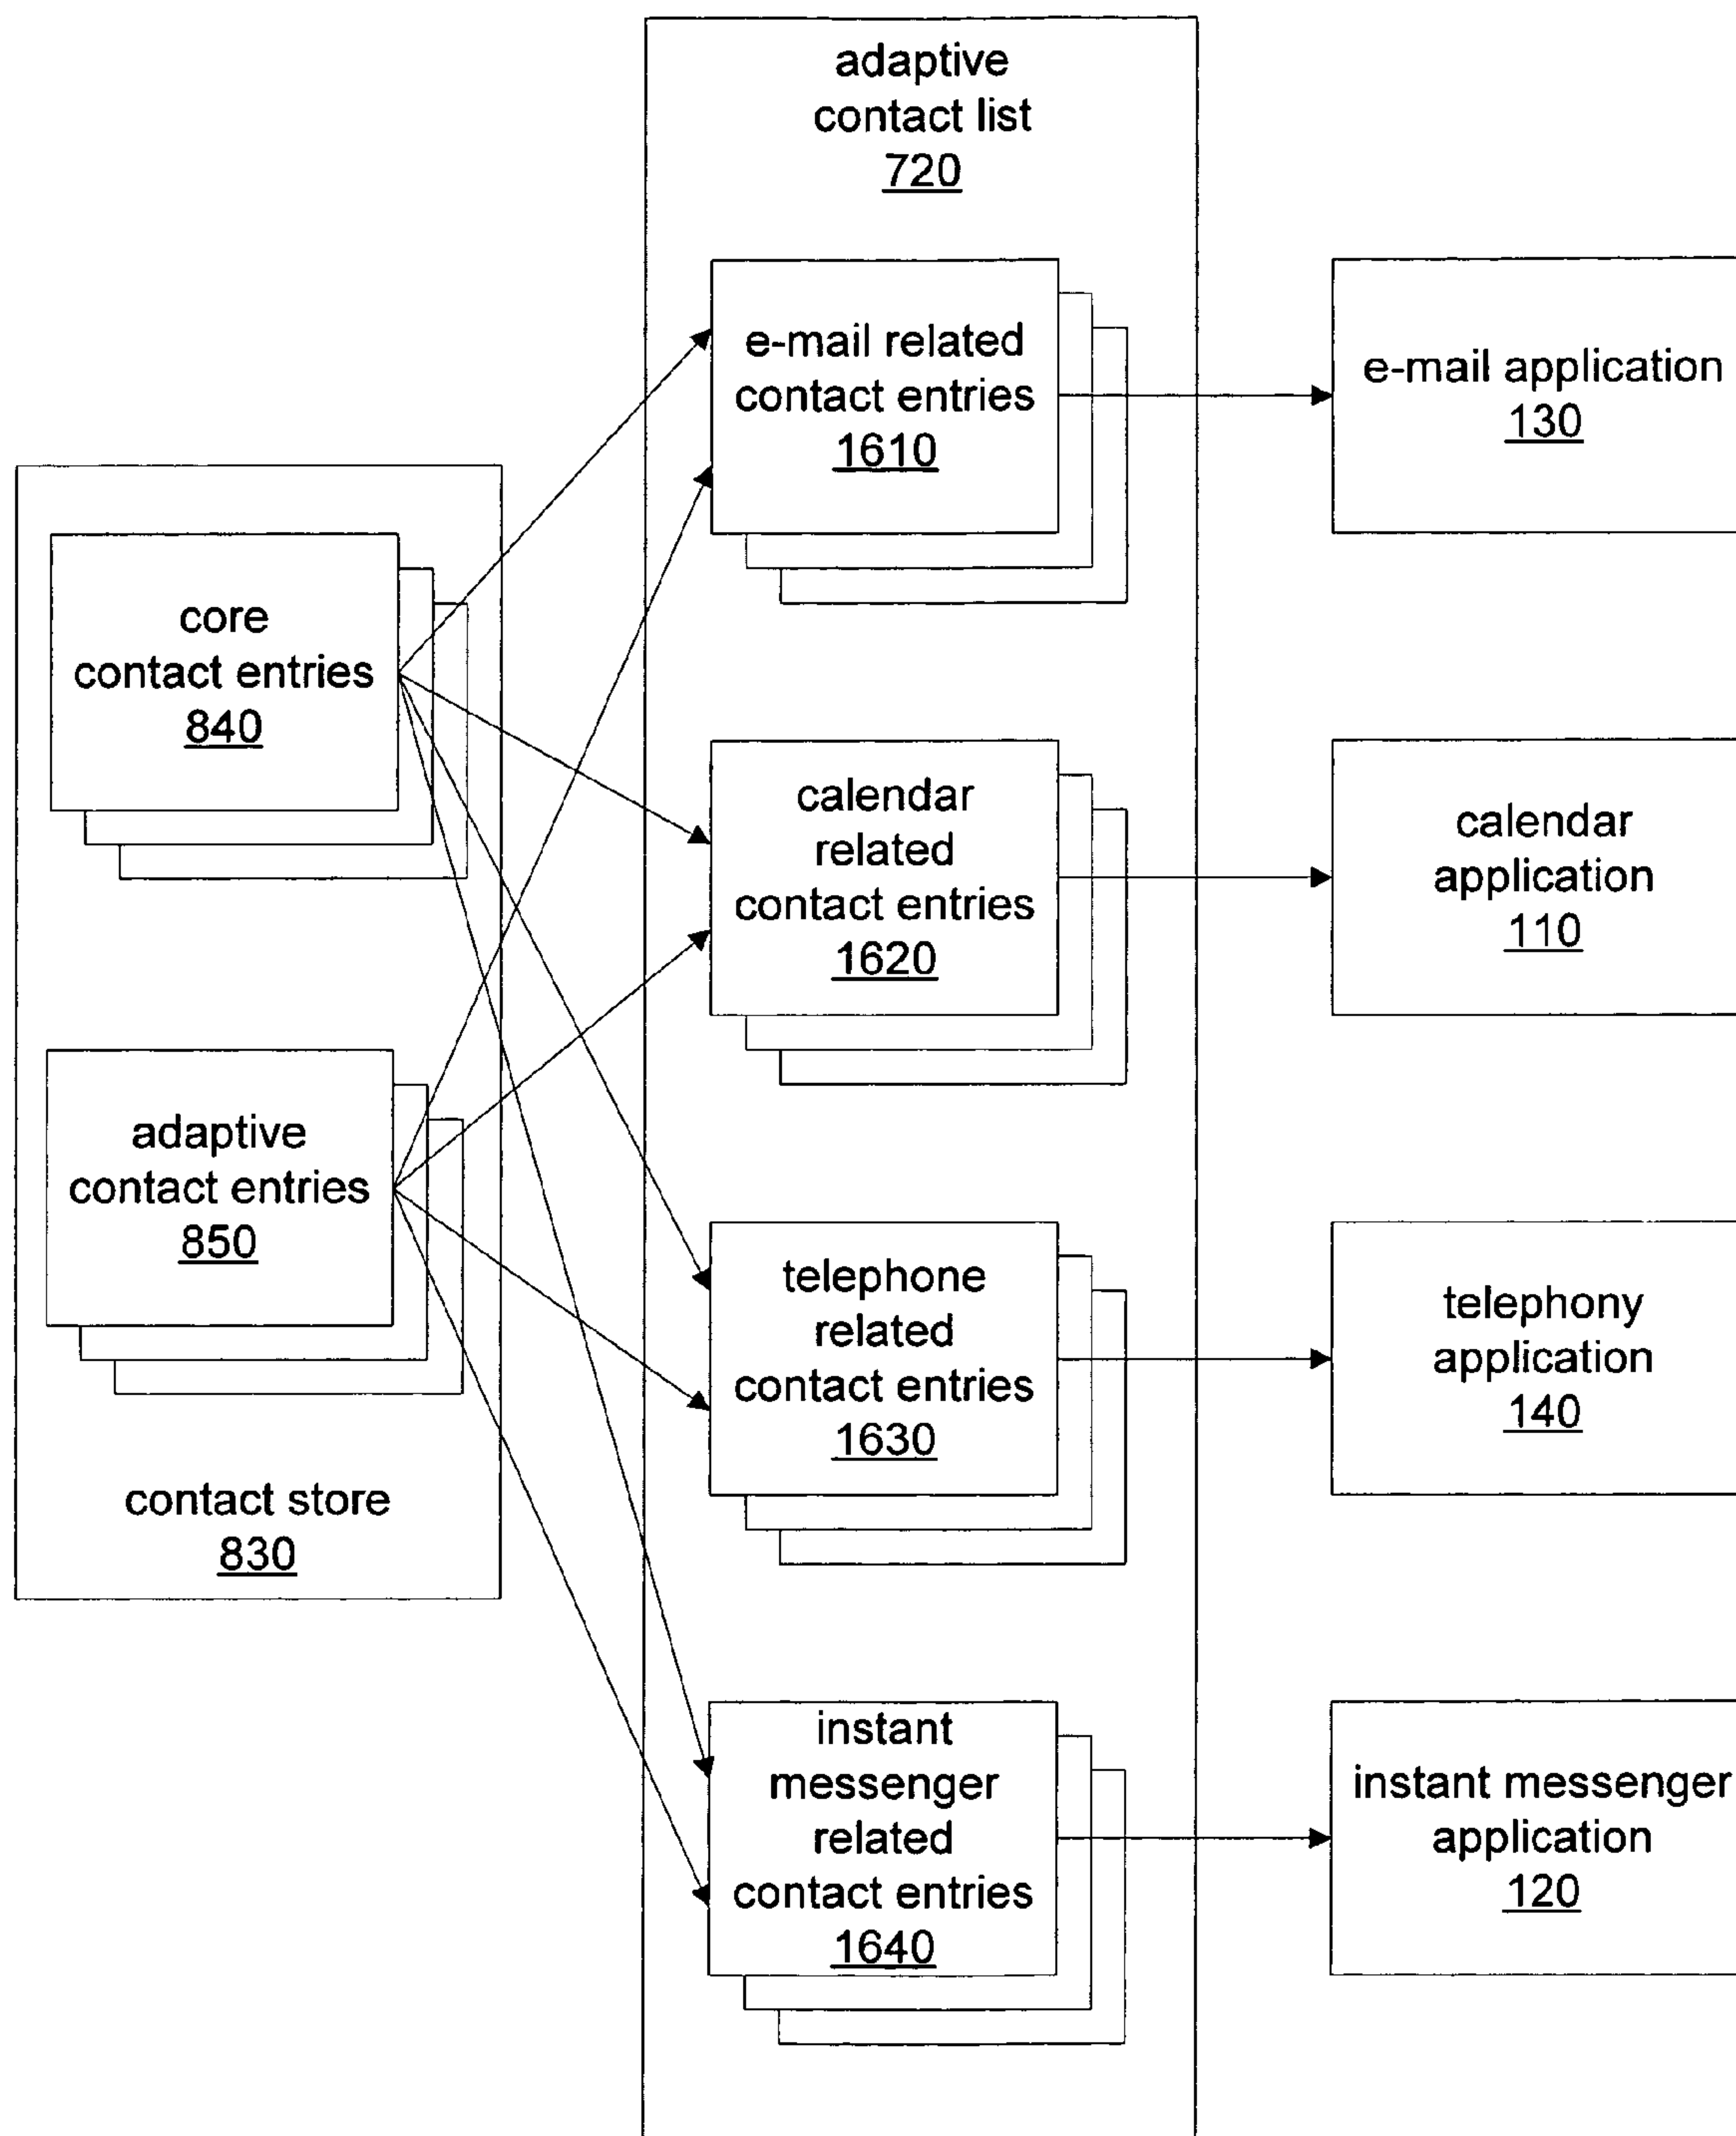 adaptive
contact list
720
e-mail related
contact entries
1610
e-mail application
130
core
contact entries
840
calendar
related
contact entries
1620
calendar
application
110
adaptive
contact entries
850
telephone
related
contact entries
1630
telephony
application
140
contact store
830
instant
messenger
related
contact entries
1640
instant messenger
application
120